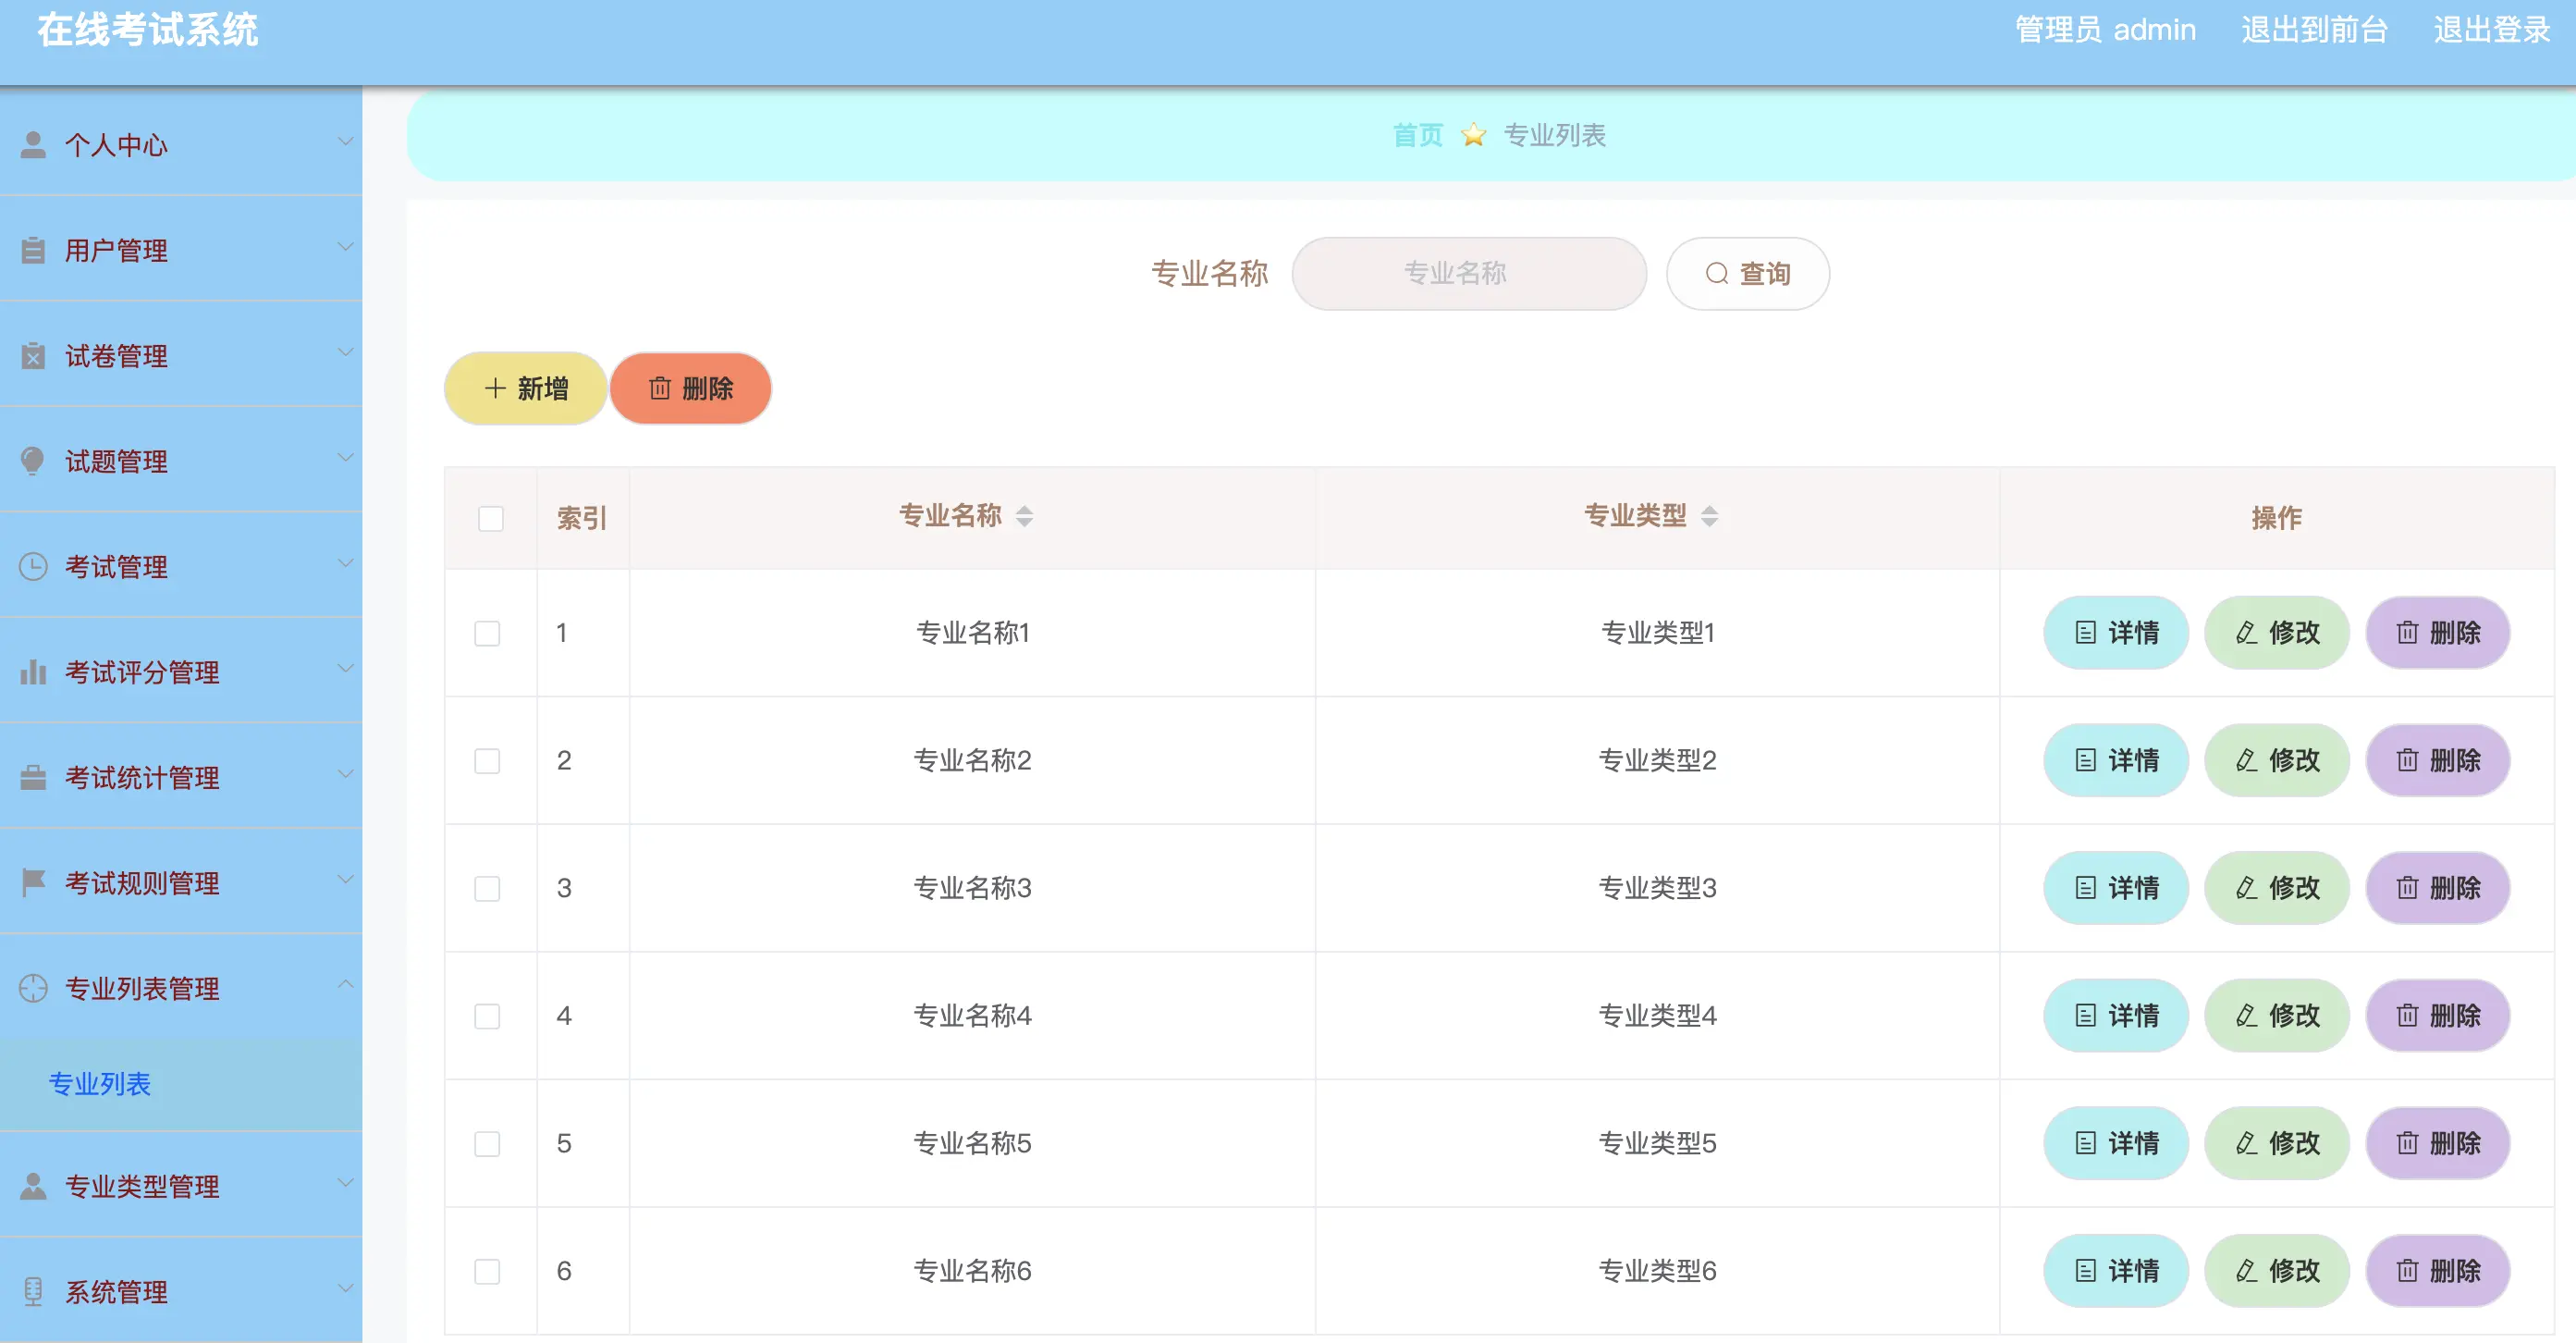 在线考试系统
管理员 admin 退出到前台 退出登录
个人中心
用户管理
试卷管理
试题管理
考试管理
考试评分管理
考试统计管理
考试规则管理
专业列表管理
专业列表
专业类型管理
系统管理
首页 专业列表
专业名称 专业名称 查询
新增 删除
索引 专业名称 专业类型 操作
1 专业名称1 专业类型1 详情 修改 删除
2 专业名称2 专业类型2 详情 修改 删除
3 专业名称3 专业类型3 详情 修改 删除
4 专业名称4 专业类型4 详情 修改 删除
5 专业名称5 专业类型5 详情 修改 删除
6 专业名称6 专业类型6 详情 修改 删除